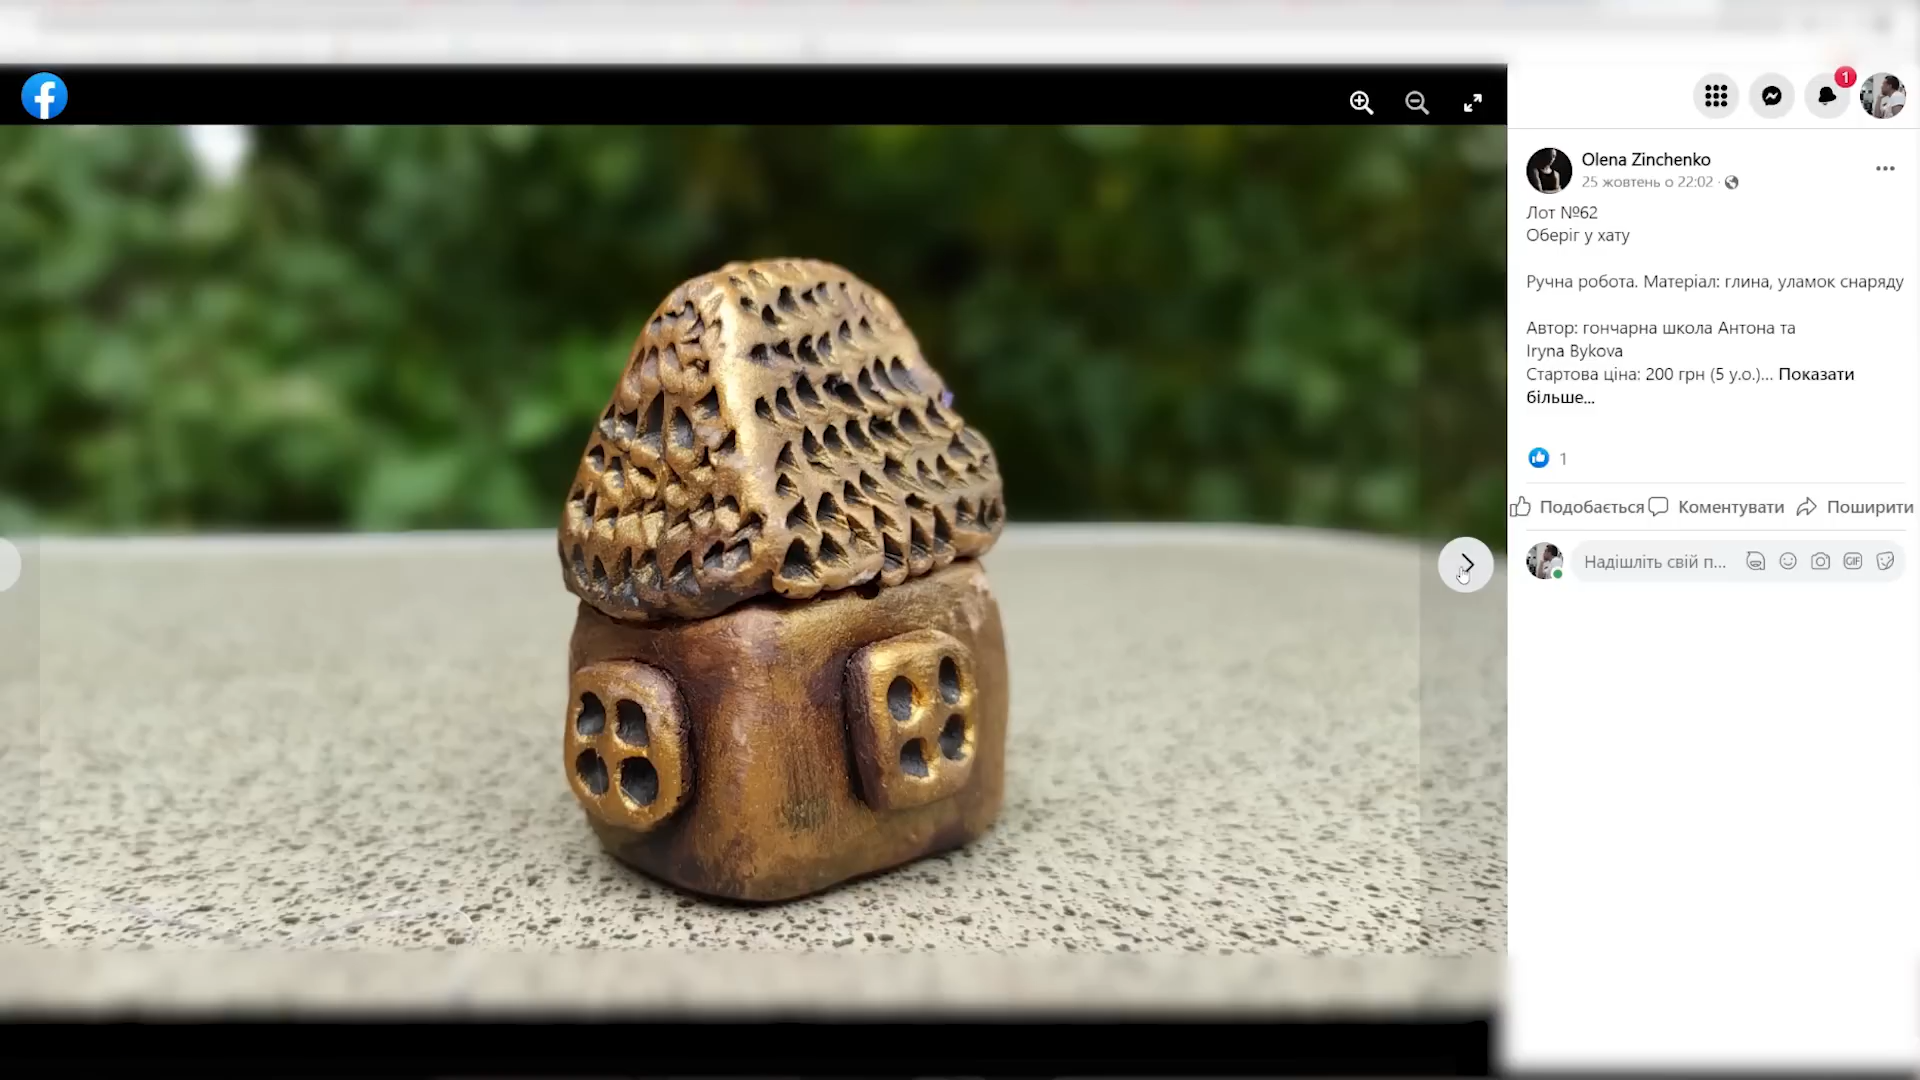 1
Olena Zinchenko
25 жовтень о 22:02 ·
Лот №62
Оберіг у хату
Ручна робота. Матеріал: глина, уламок снаряду
Автор: гончарна школа Антона та
Iryna Bykova
Стартова ціна: 200 грн (5 у.о.)... Показати
більше...
1
Подобається Коментувати Поширити
Надішліть свій п...
GIF